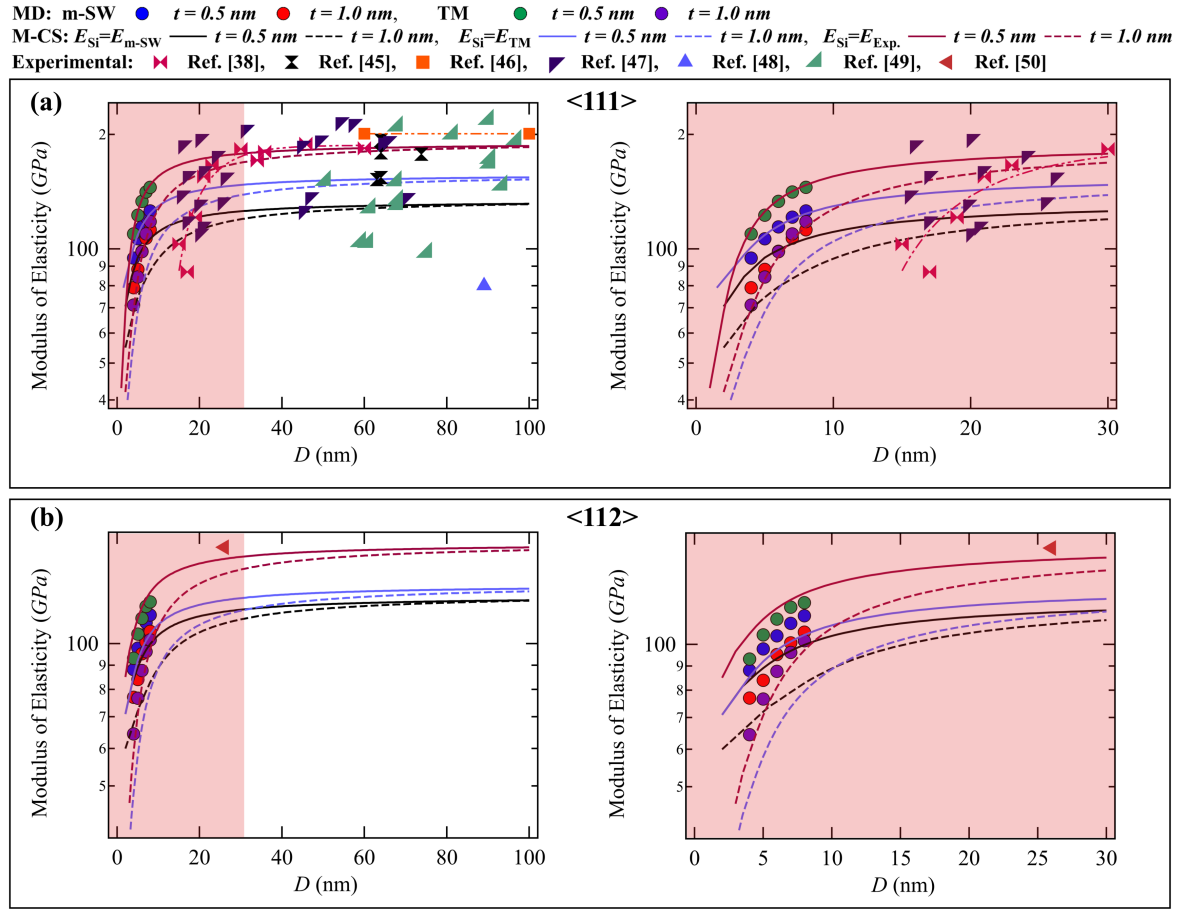 MD: m-SW t = 0.5 nm t = 1.0 nm, TM t = 0.5 nm t = 1.0 nm
M-CS: E_Si=E_m-SW t = 0.5 nm t = 1.0 nm, E_Si=E_TM t = 0.5 nm t = 1.0 nm, E_Si=E_Exp. t = 0.5 nm t = 1.0 nm
Experimental: Ref. [38], Ref. [45], Ref. [46], Ref. [47], Ref. [48], Ref. [49], Ref. [50]
(a) <111>
Modulus of Elasticity (GPa)
2
100
9
8
7
6
5
4
0 20 40 60 80 100
D (nm)
Modulus of Elasticity (GPa)
2
100
9
8
7
6
5
4
0 10 20 30
D (nm)
(b) <112>
Modulus of Elasticity (GPa)
100
9
8
7
6
5
0 20 40 60 80 100
D (nm)
Modulus of Elasticity (GPa)
100
9
8
7
6
5
0 5 10 15 20 25 30
D (nm)